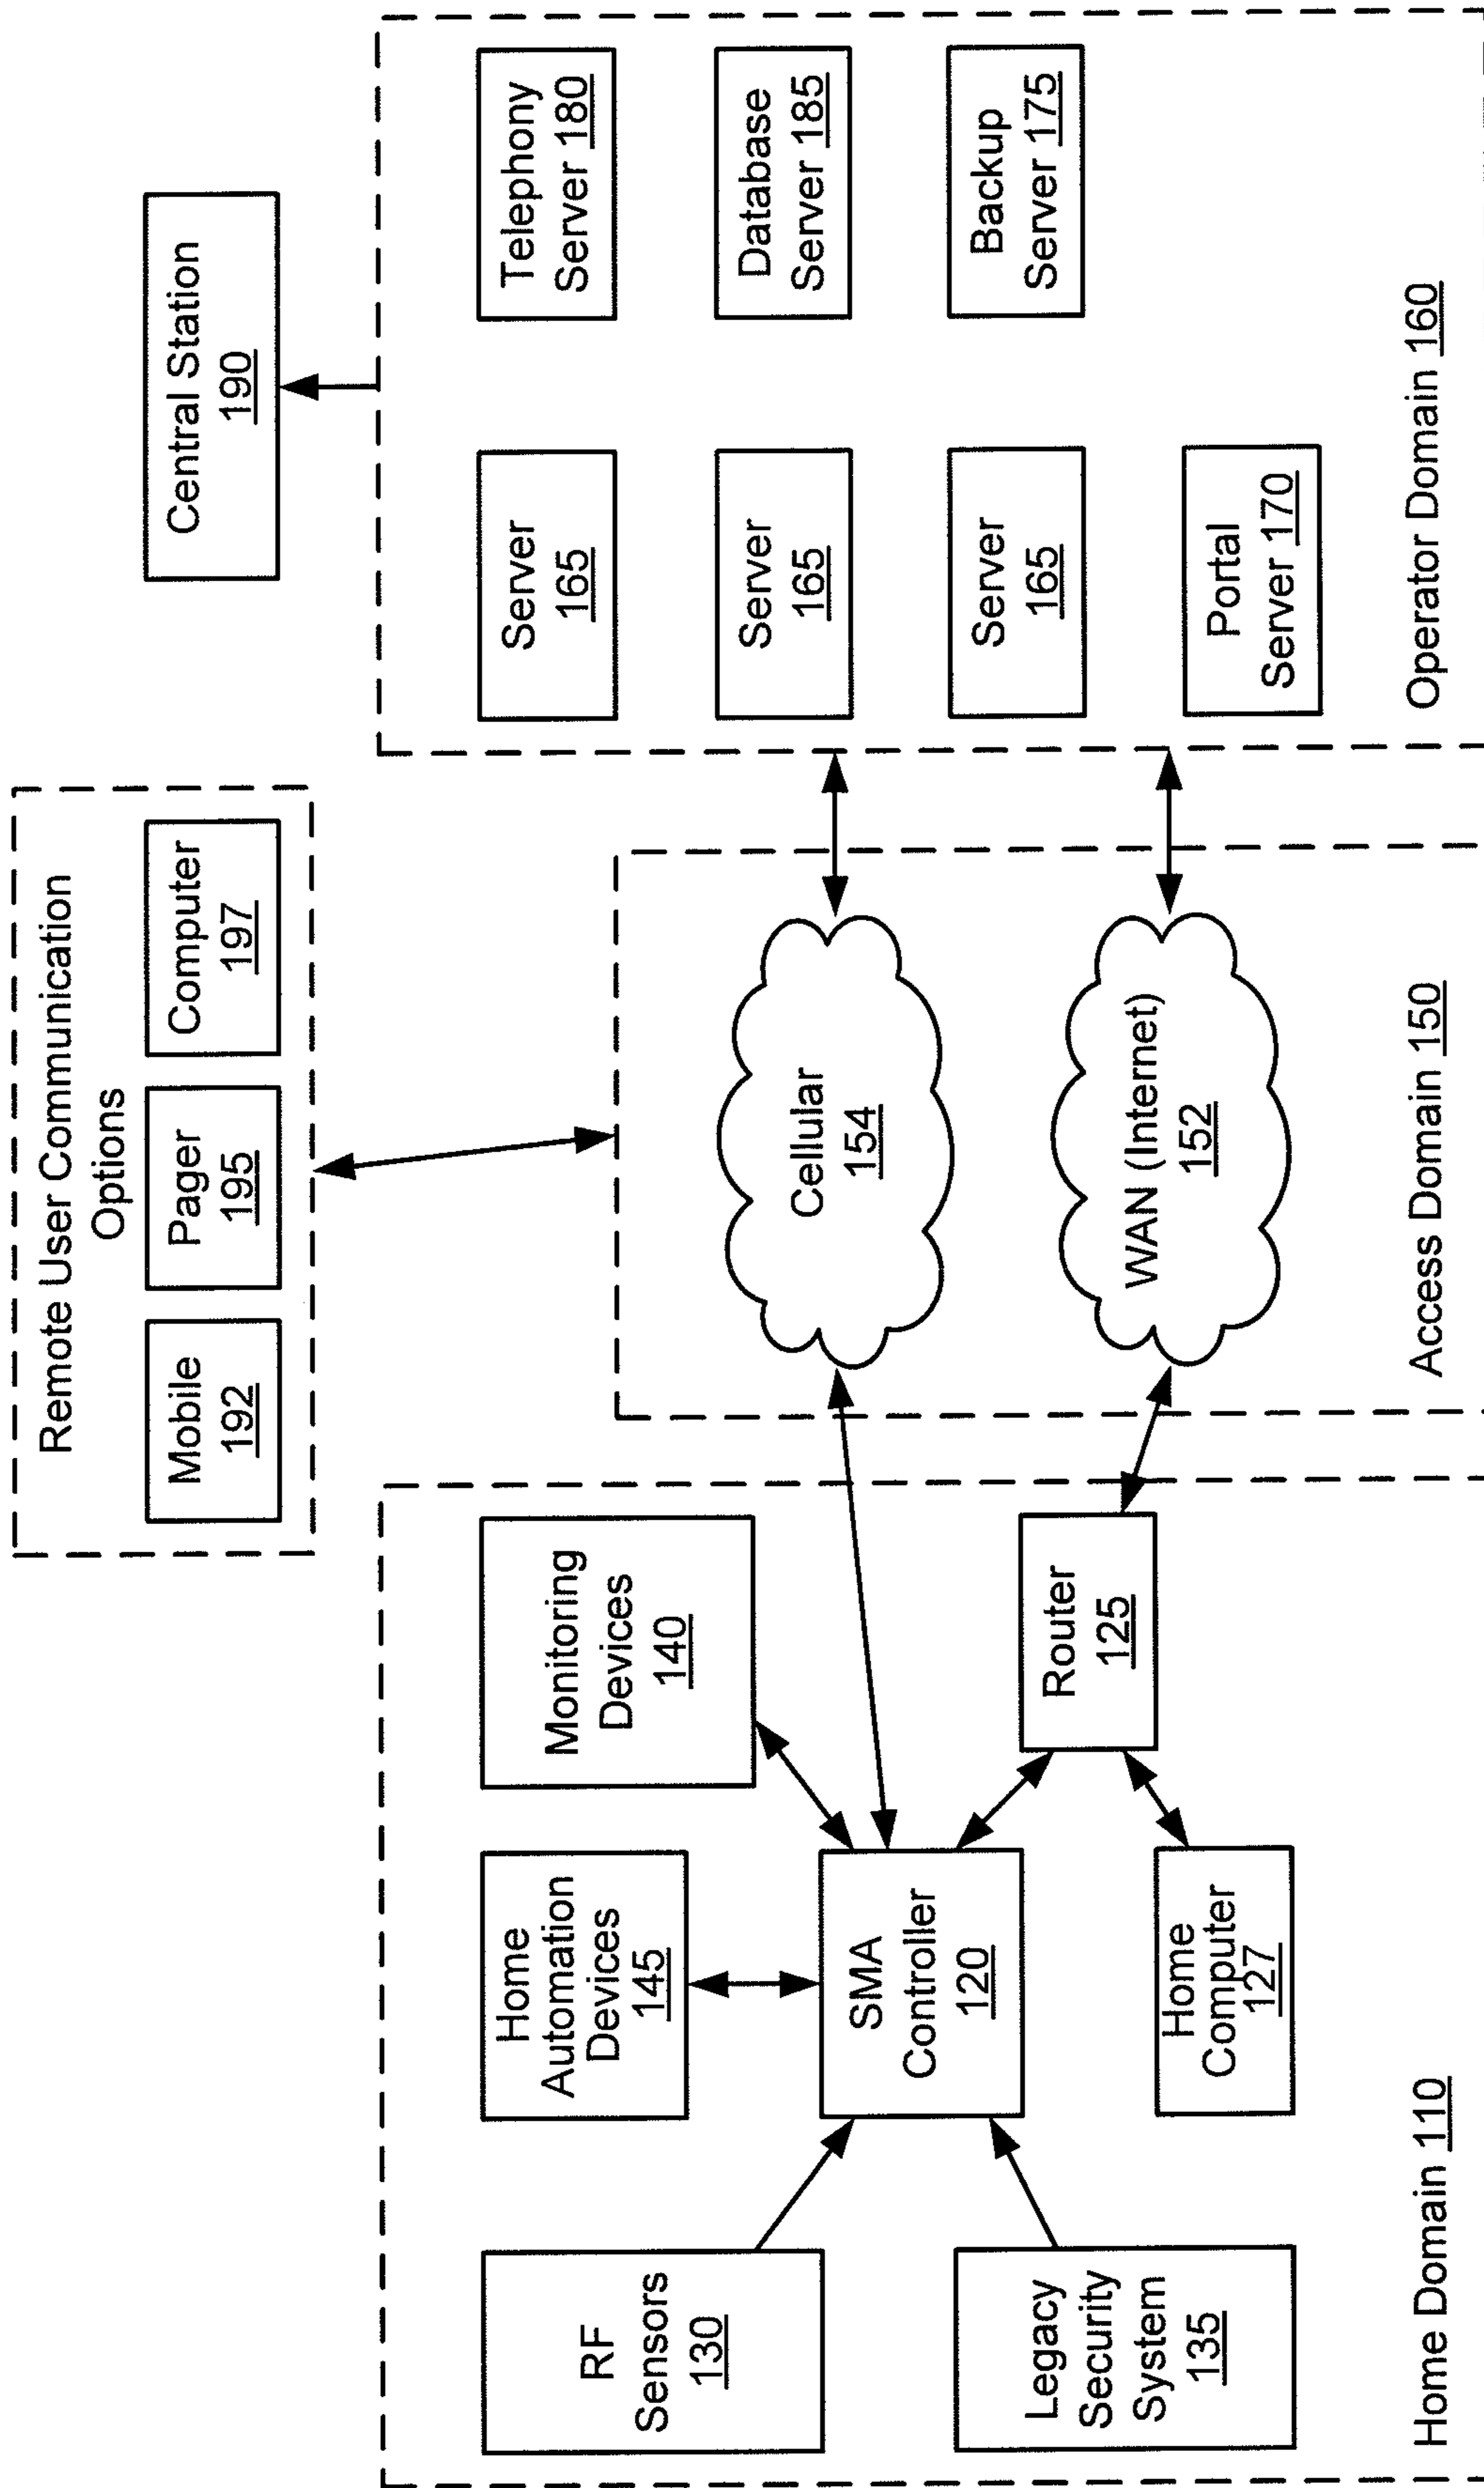 Remote User Communication
Options
Mobile
192
Pager
195
Computer
197
Central Station
190
RF
Sensors
130
Legacy
Security
System
135
Home
Automation
Devices
145
SMA
Controller
120
Home
Computer
127
Monitoring
Devices
140
Router
125
Home Domain 110
Cellular
154
WAN (Internet)
152
Access Domain 150
Server
165
Server
165
Server
165
Portal
Server 170
Telephony
Server 180
Database
Server 185
Backup
Server 175
Operator Domain 160